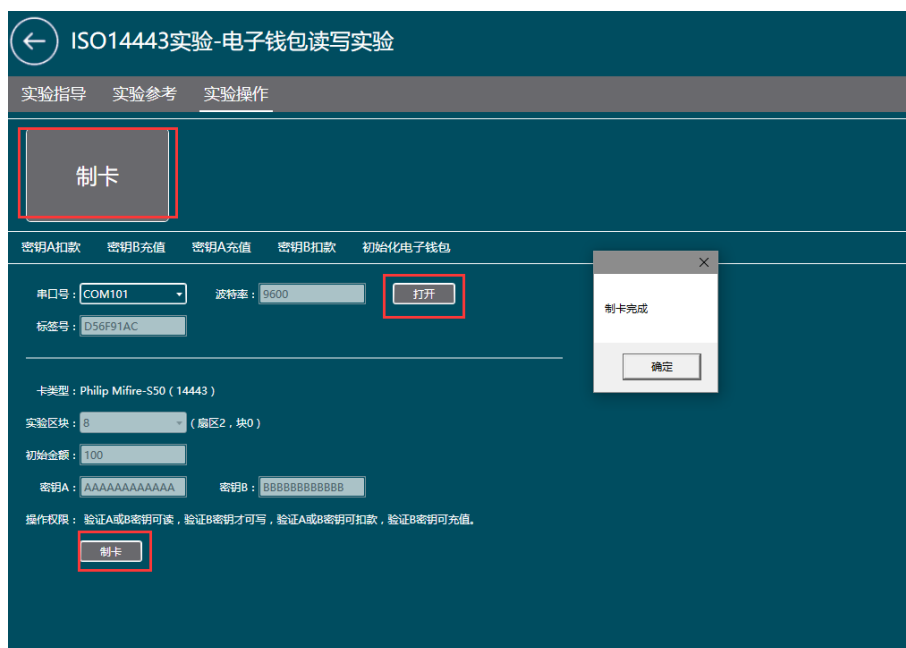 ISO14443实验-电子钱包读写实验
实验指导 实验参考 实验操作
制卡
密钥A扣款 密钥B充值 密钥A充值 密钥B扣款 初始化电子钱包
串口号：COM101 波特率：9600 打开
标签号：D56F91AC
制卡完成
确定
卡类型：Philip Mifire-S50（14443）
实验区块：8（扇区2，块0）
初始金额：100
密钥A：AAAAAAAAAAAA 密钥B：BBBBBBBBBBBB
操作权限：验证A或B密钥可读，验证B密钥才可写，验证A或B密钥可扣款，验证B密钥可充值。
制卡